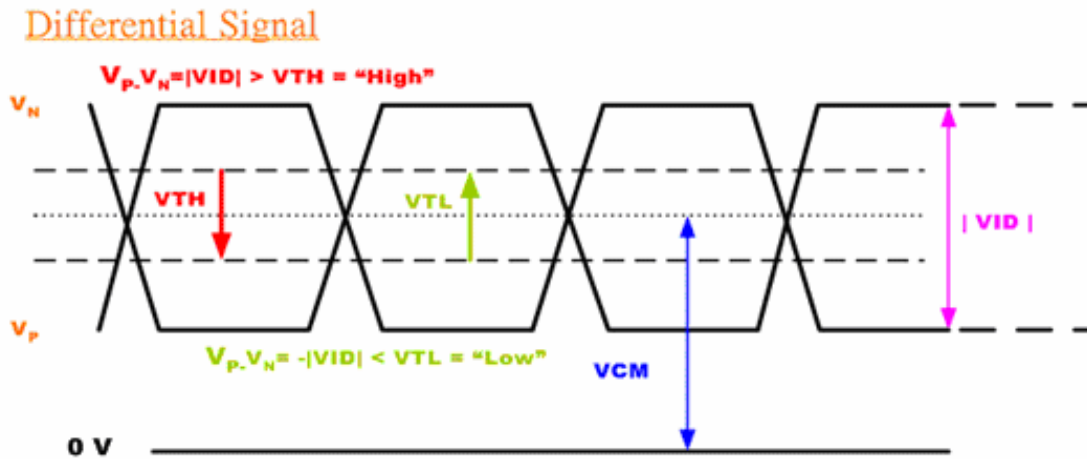 Differential Signal
VP-VN=|VID| > VTH = “High”
VN
VTH
VTL
| VID |
VP
VP-VN= -|VID| < VTL = “Low”
VCM
0 V